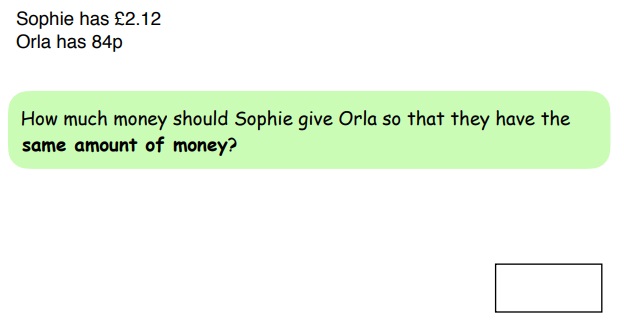 Sophie has £2.12
Orla has 84p
How much money should Sophie give Orla so that they have the
same amount of money?